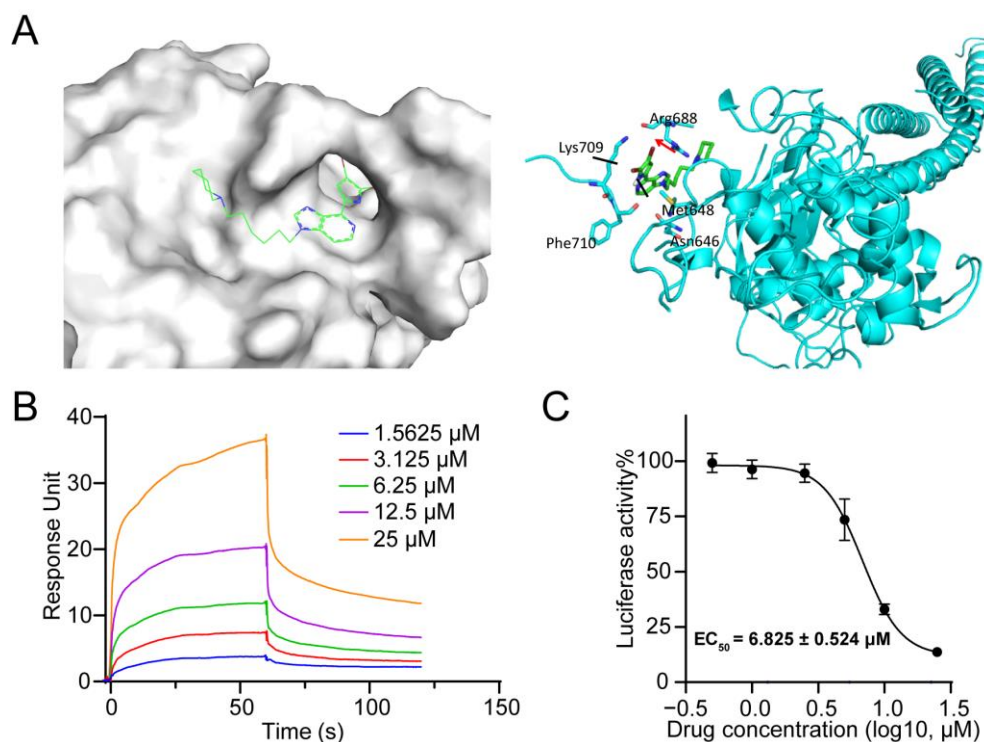 A
Arg688
Lys709
Met648
Phe710
Asn646
B
Response Unit
40
30
20
10
0
0
50
100
150
Time (s)
1.5625 μM
3.125 μM
6.25 μM
12.5 μM
25 μM
C
Luciferase activity%
100
75
50
25
0
EC50 = 6.825 ± 0.524 μM
−0.5
0.0
0.5
1.0
1.5
Drug concentration (log10, μM)